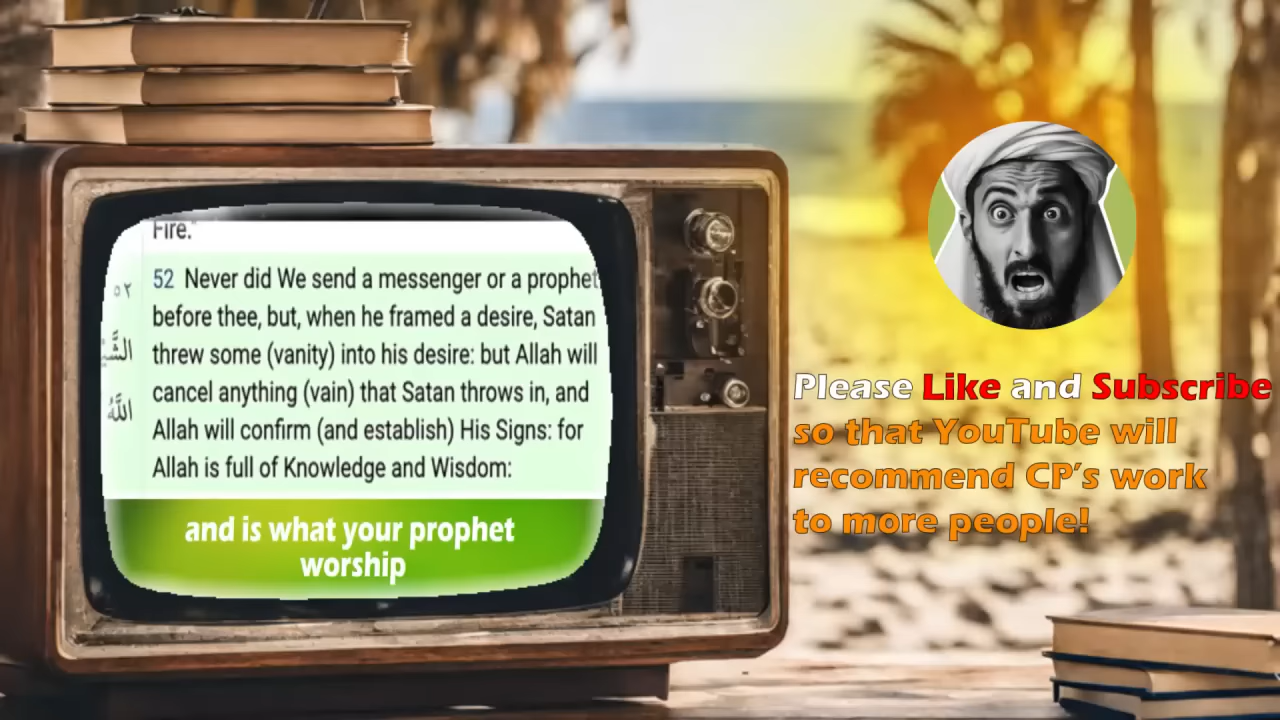 Fire."
52 Never did We send a messenger or a prophet
before thee, but, when he framed a desire, Satan
threw some (vanity) into his desire: but Allah will
cancel anything (vain) that Satan throws in, and
Allah will confirm (and establish) His Signs: for
Allah is full of Knowledge and Wisdom:
٥٢
اللَّهُ
and is what your prophet
worship
Please Like and Subscribe
so that YouTube will
recommend CP's work
to more people!